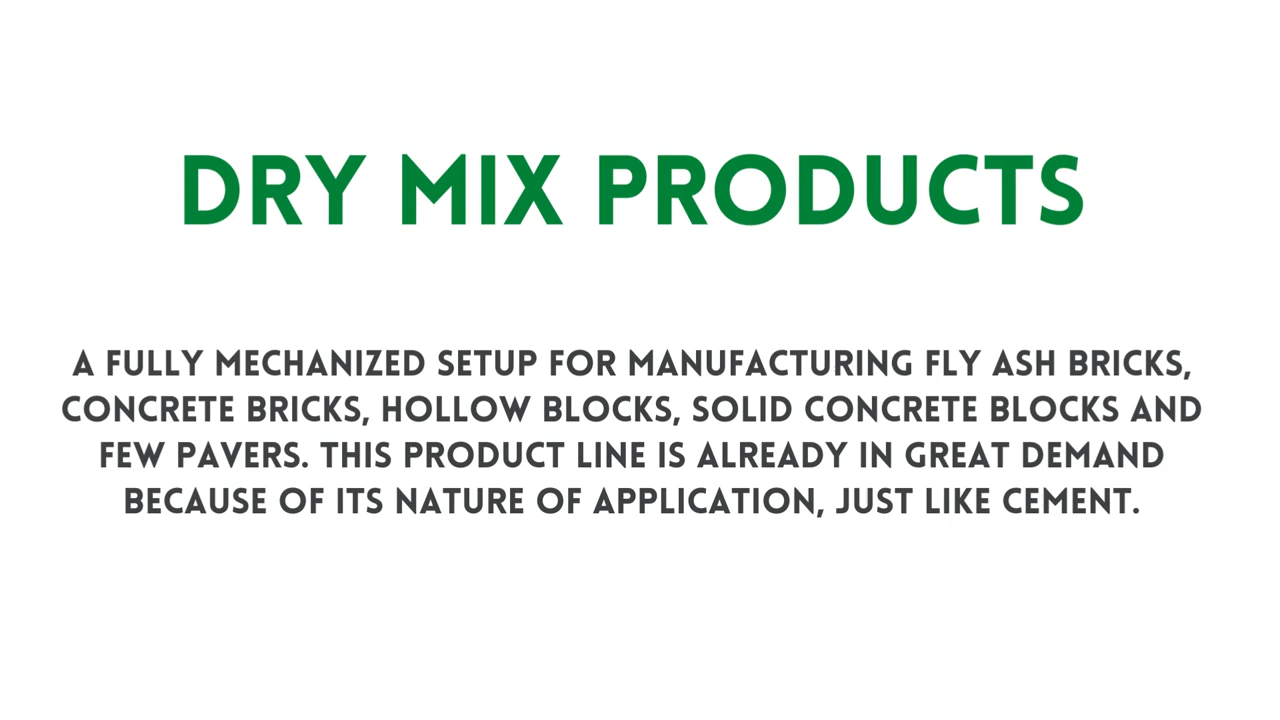 DRY MIX PRODUCTS
A FULLY MECHANIZED SETUP FOR MANUFACTURING FLY ASH BRICKS,
CONCRETE BRICKS, HOLLOW BLOCKS, SOLID CONCRETE BLOCKS AND
FEW PAVERS. THIS PRODUCT LINE IS ALREADY IN GREAT DEMAND
BECAUSE OF ITS NATURE OF APPLICATION, JUST LIKE CEMENT.